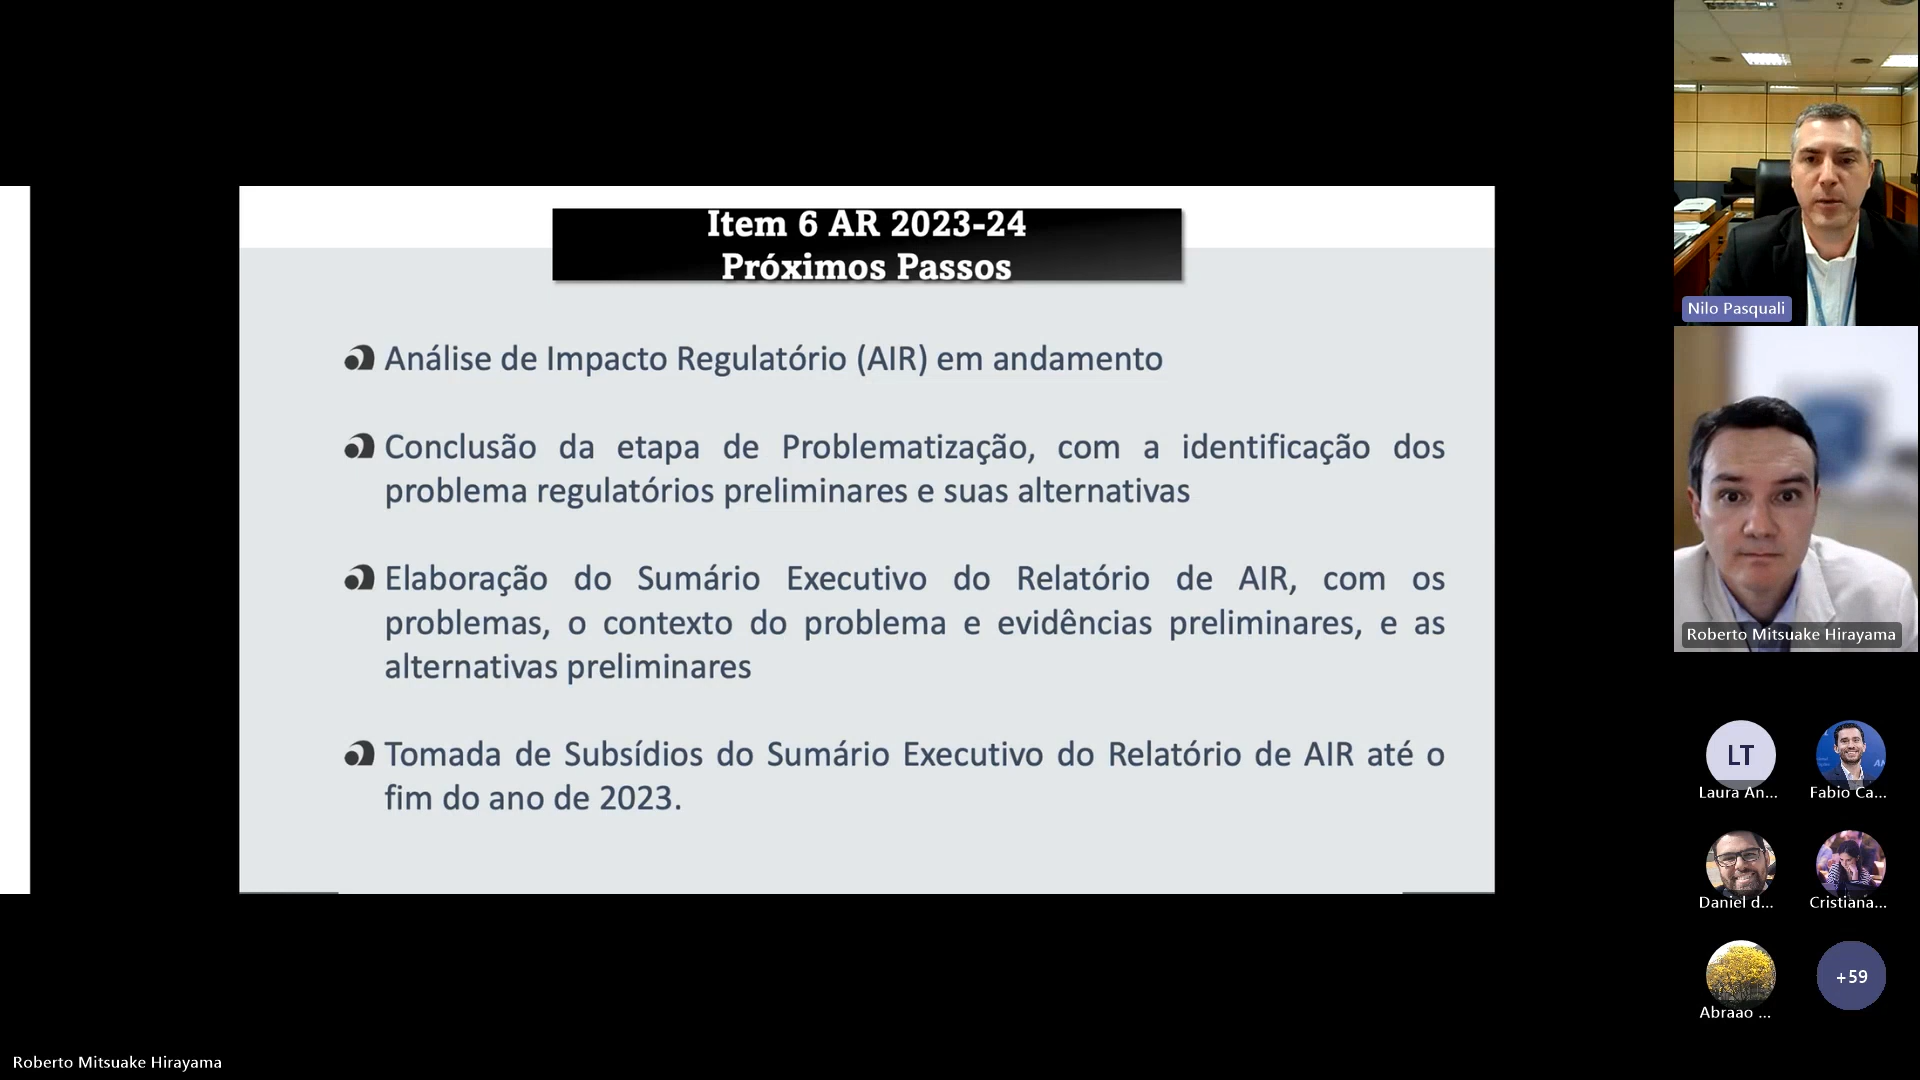 Item 6 AR 2023-24
Próximos Passos
Análise de Impacto Regulatório (AIR) em andamento
Conclusão da etapa de Problematização, com a identificação dos
problema regulatórios preliminares e suas alternativas
Elaboração do Sumário Executivo do Relatório de AIR, com os
problemas, o contexto do problema e evidências preliminares, e as
alternativas preliminares
Tomada de Subsídios do Sumário Executivo do Relatório de AIR até o
fim do ano de 2023.
Nilo Pasquali
Roberto Mitsuake Hirayama
LT
Laura An...
Fabio Ca...
Daniel d...
Cristiana...
Abraao ...
+59
Roberto Mitsuake Hirayama